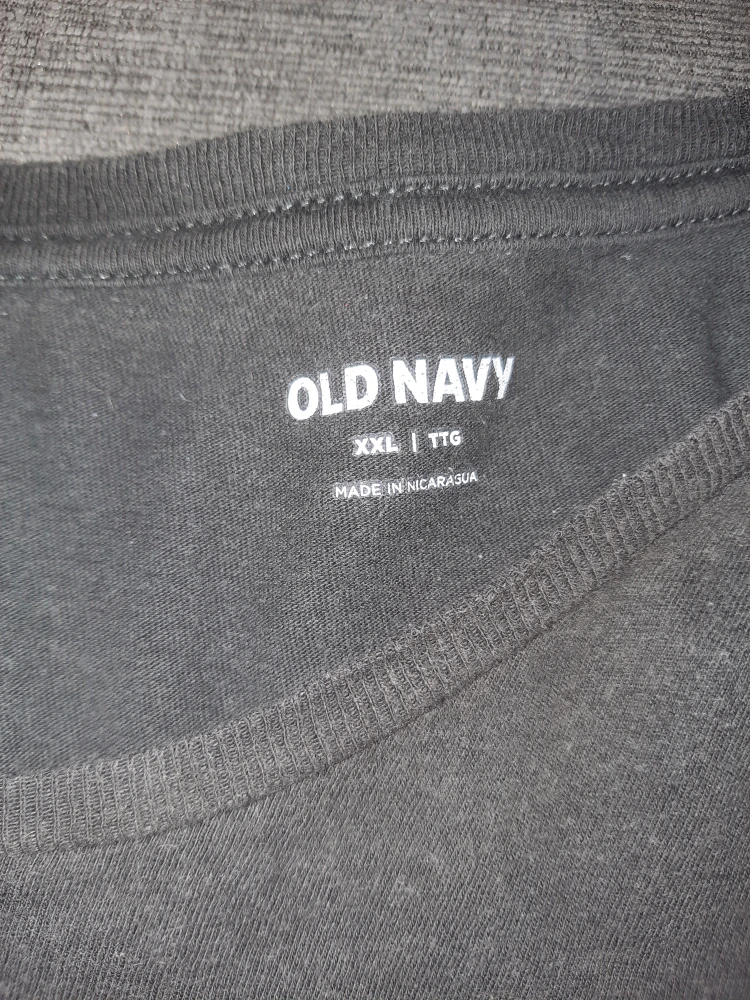 OLD NAVY
XXL | TTG
MADE IN NICARAGUA